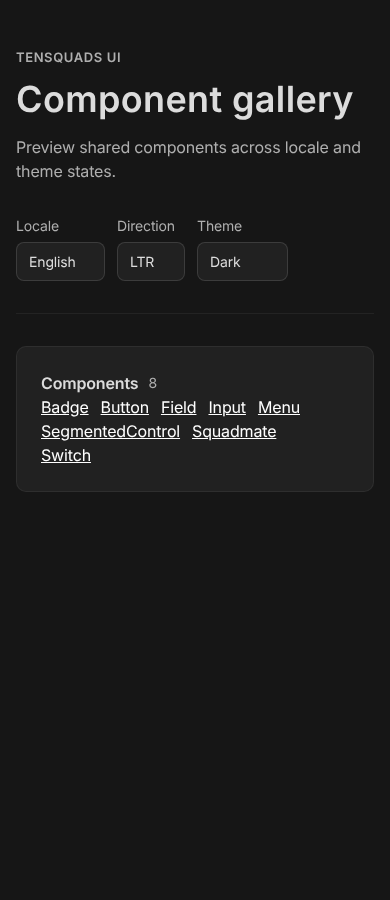 TENSQUADS UI
Component gallery
Preview shared components across locale and
theme states.
Locale Direction Theme
English LTR Dark
Components 8
Badge Button Field Input Menu
SegmentedControl Squadmate
Switch